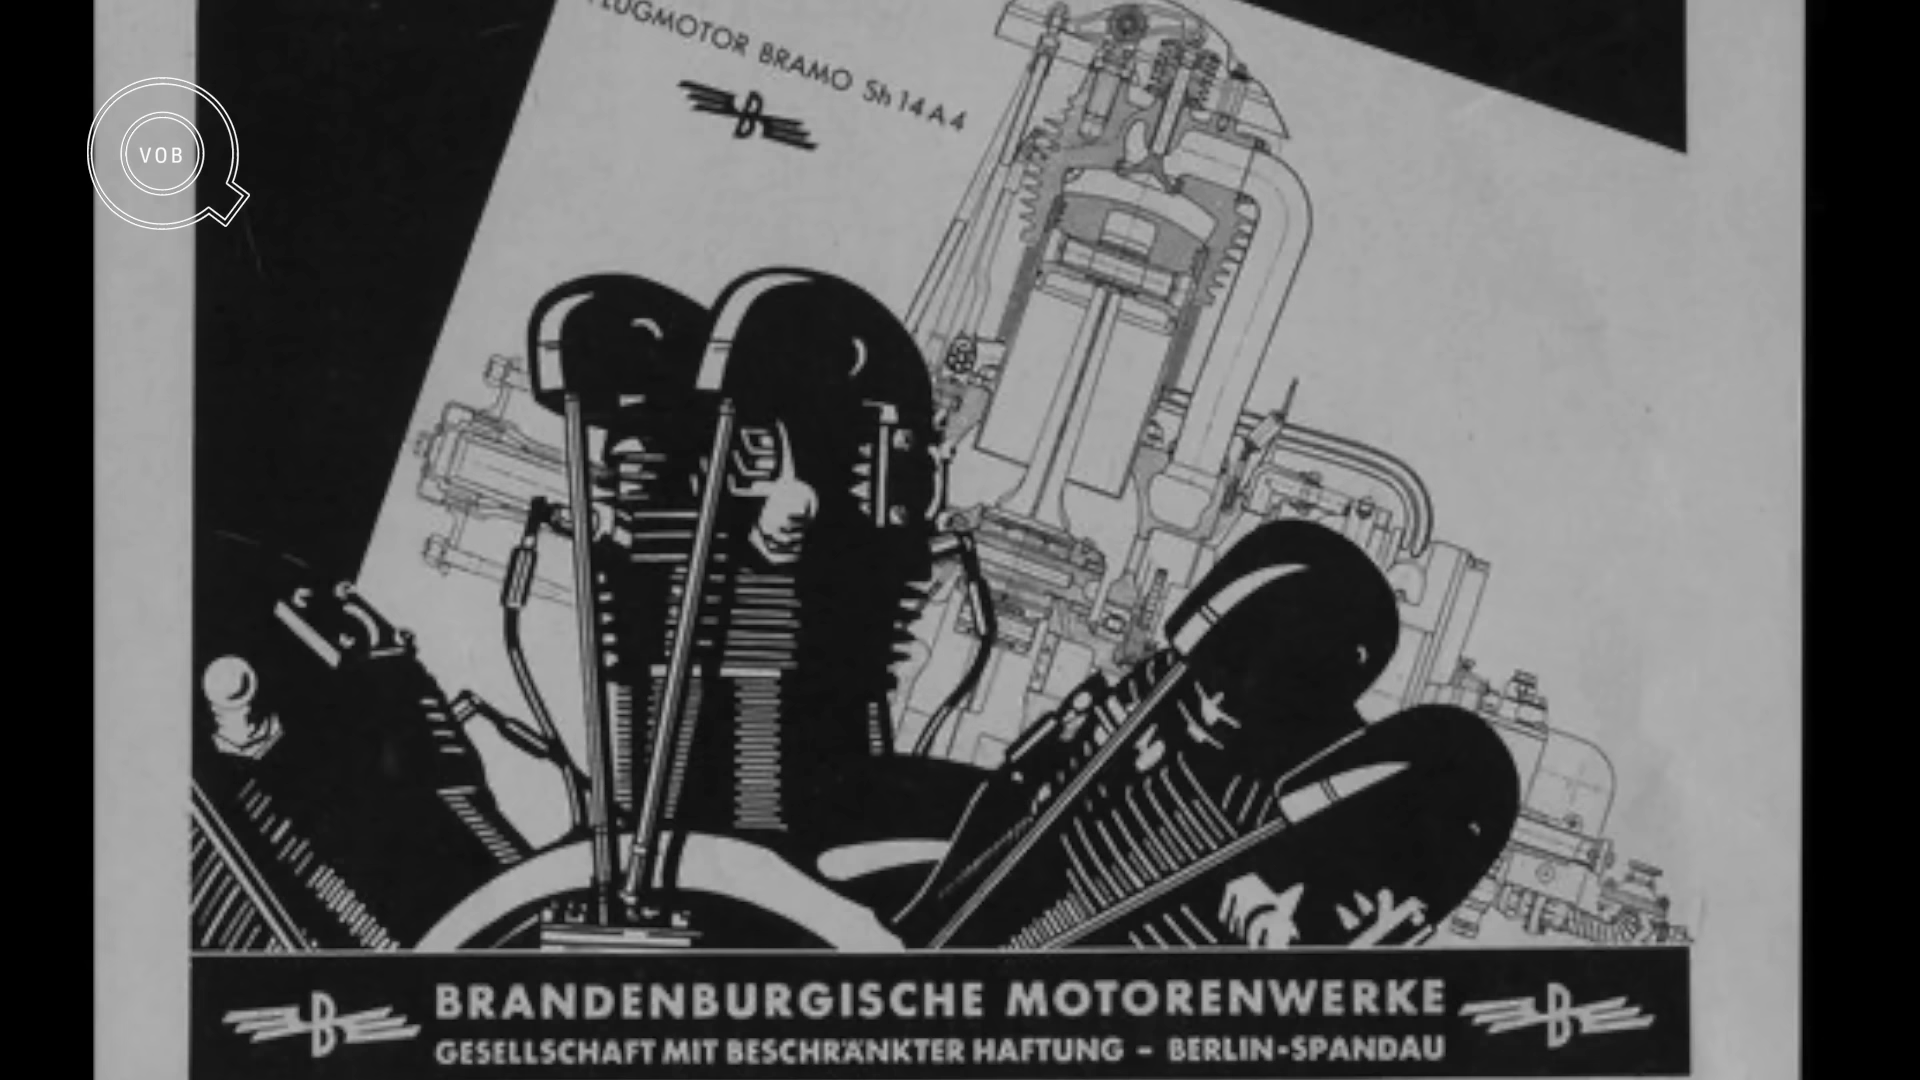 FLUGMOTOR BRAMO Sh 14 A 4
B
VOB
BRANDENBURGISCHE MOTORENWERKE
B
B
GESELLSCHAFT MIT BESCHRÄNKTER HAFTUNG – BERLIN-SPANDAU